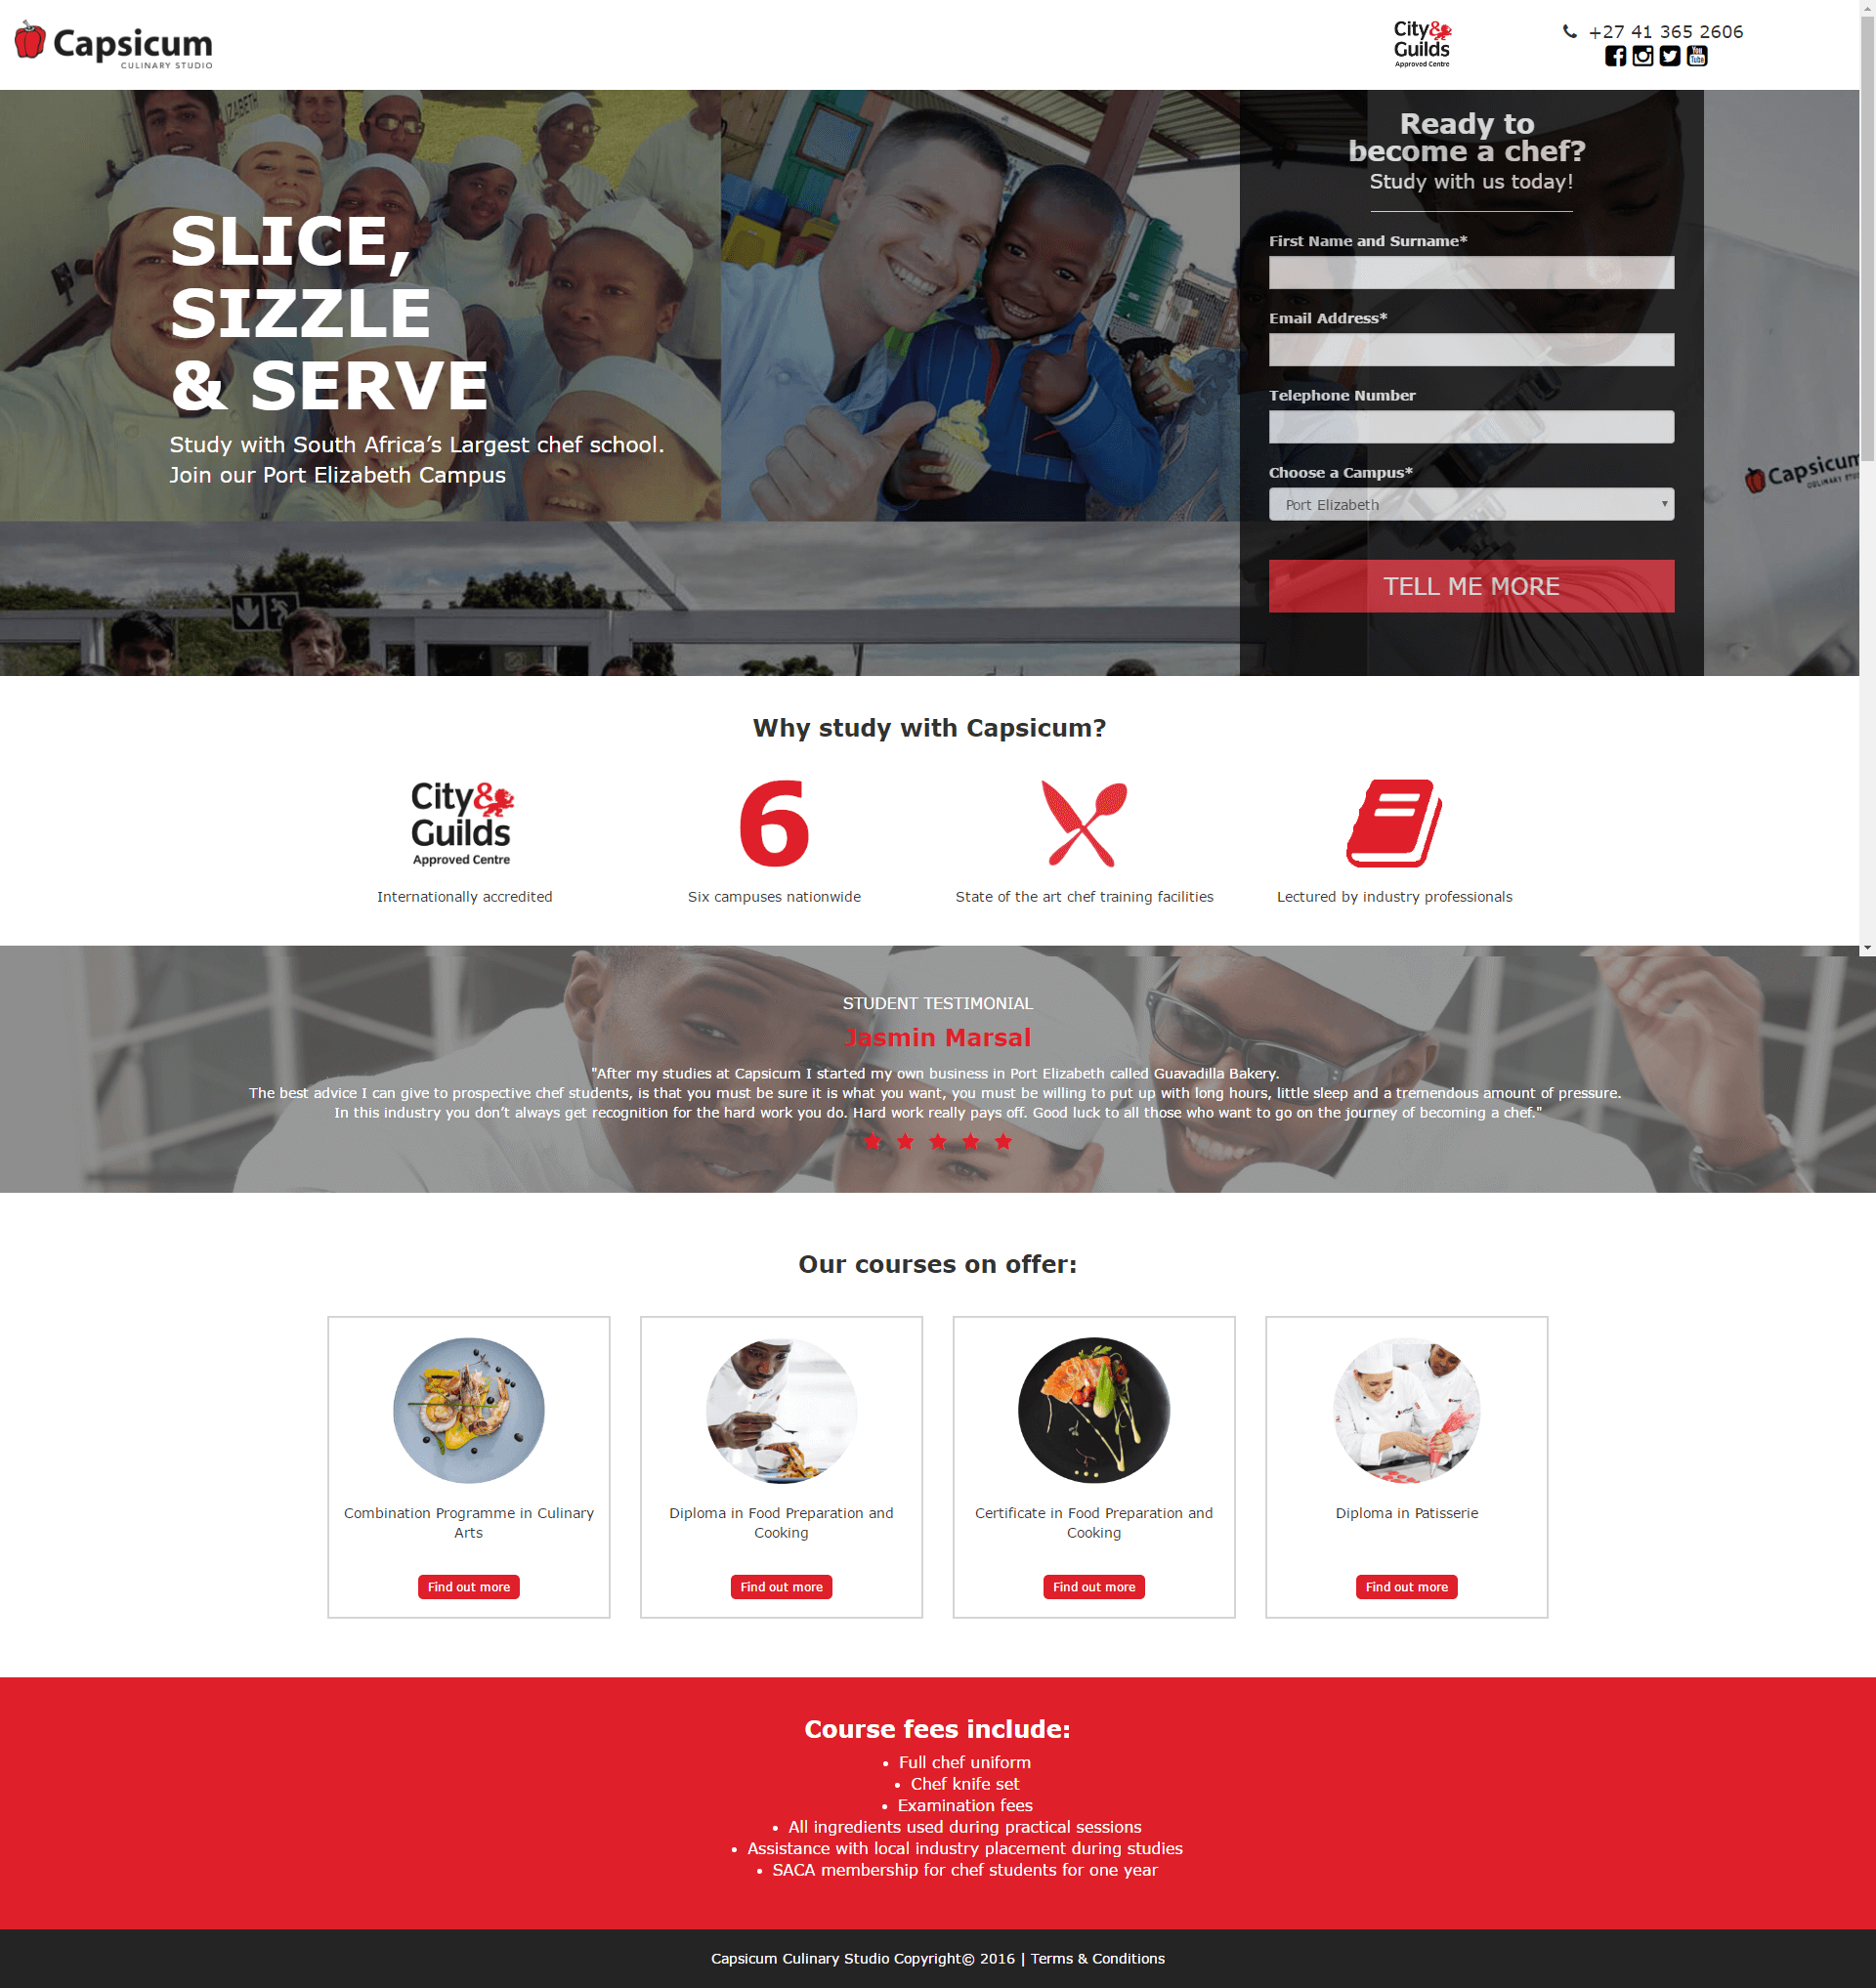 Capsicum
CULINARY STUDIO
City&
Guilds
Approved Centre
+27 41 365 2606
You
Tube
SLICE,
SIZZLE
& SERVE
Study with South Africa’s Largest chef school.
Join our Port Elizabeth Campus
Ready to
become a chef?
Study with us today!
First Name and Surname*
Email Address*
Telephone Number
Choose a Campus*
Port Elizabeth
TELL ME MORE
Capsicum
Why study with Capsicum?
City&
Guilds
Approved Centre
Internationally accredited
6
Six campuses nationwide
State of the art chef training facilities
Lectured by industry professionals
STUDENT TESTIMONIAL
Jasmin Marsal
"After my studies at Capsicum I started my own business in Port Elizabeth called Guavadilla Bakery.
The best advice I can give to prospective chef students, is that you must be sure it is what you want, you must be willing to put up with long hours, little sleep and a tremendous amount of pressure.
In this industry you don’t always get recognition for the hard work you do. Hard work really pays off. Good luck to all those who want to go on the journey of becoming a chef."
Our courses on offer:
Combination Programme in Culinary
Arts
Find out more
Diploma in Food Preparation and
Cooking
Find out more
Certificate in Food Preparation and
Cooking
Find out more
Diploma in Patisserie
Find out more
Course fees include:
• Full chef uniform
• Chef knife set
• Examination fees
• All ingredients used during practical sessions
• Assistance with local industry placement during studies
• SACA membership for chef students for one year
Capsicum Culinary Studio Copyright© 2016 | Terms & Conditions